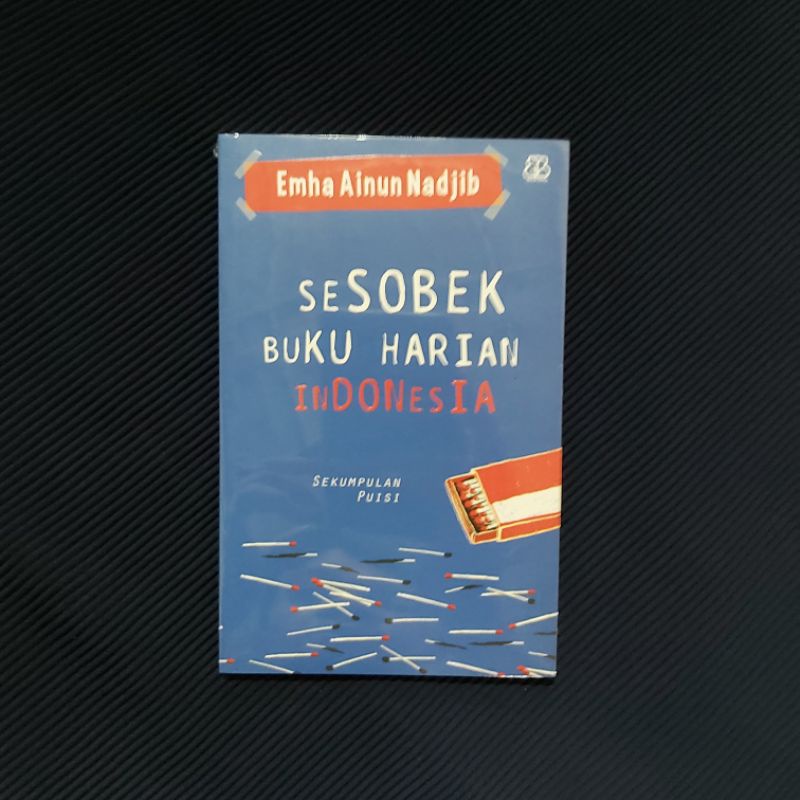 Emha Ainun Nadjib
SESOBEK
BUKU HARIAN
INDONESIA
SEKUMPULAN
PUISI